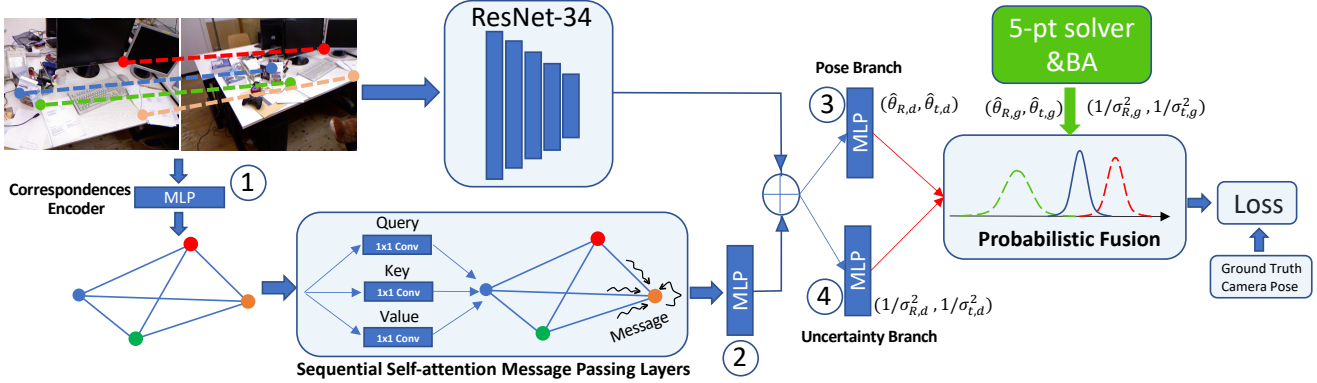 ResNet-34
5-pt solver
&BA
Pose Branch
3
MLP
(θ̂_{R,d}, θ̂_{t,d})
(θ̂_{R,g}, θ̂_{t,g})
(1/σ²_{R,g}, 1/σ²_{t,g})
1
Correspondences
Encoder
MLP
Query
1x1 Conv
Key
1x1 Conv
Value
1x1 Conv
Message
Sequential Self-attention Message Passing Layers
MLP
2
4
MLP
(1/σ²_{R,d}, 1/σ²_{t,d})
Uncertainty Branch
Probabilistic Fusion
Loss
Ground Truth
Camera Pose